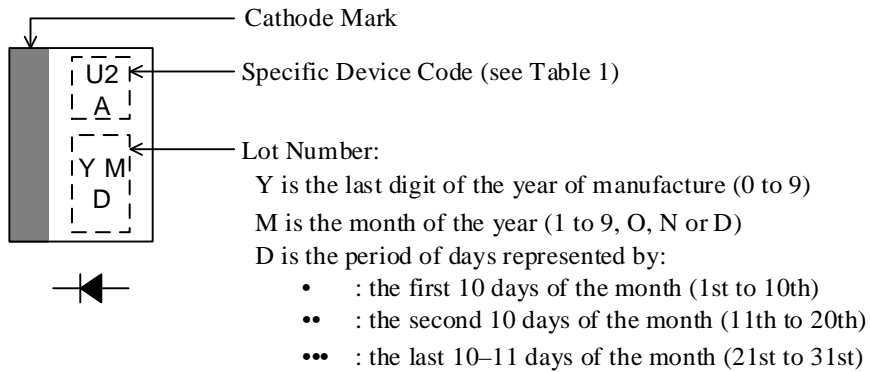 Cathode Mark
U2
A
Specific Device Code (see Table 1)
Y M
D
Lot Number:
Y is the last digit of the year of manufacture (0 to 9)
M is the month of the year (1 to 9, O, N or D)
D is the period of days represented by:
• : the first 10 days of the month (1st to 10th)
•• : the second 10 days of the month (11th to 20th)
••• : the last 10–11 days of the month (21st to 31st)